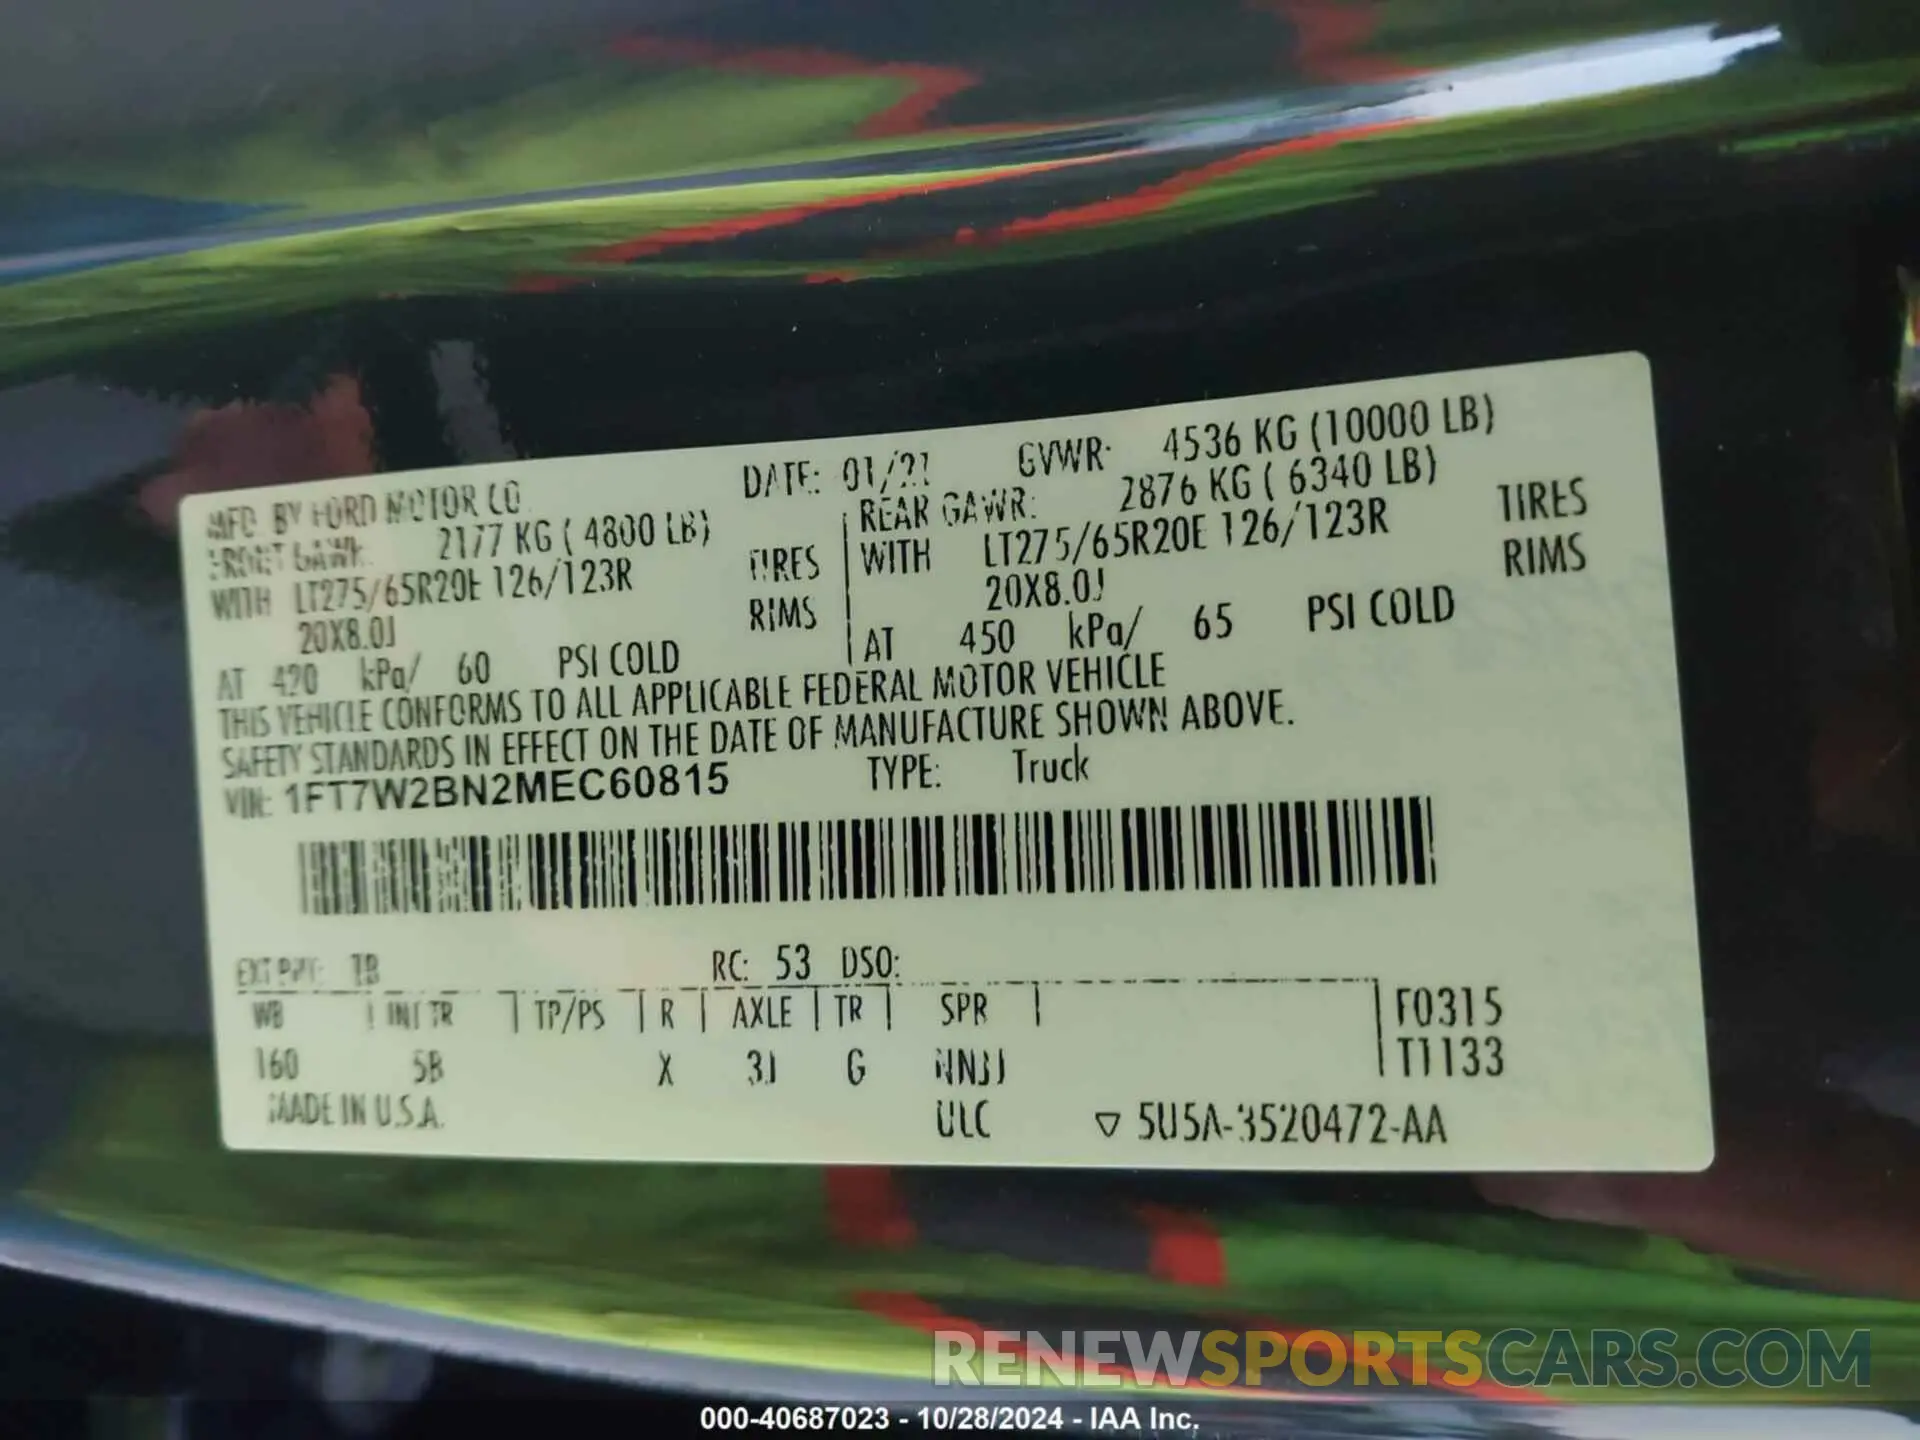 MFD. BY FORD MOTOR CO. DATE: 01/21 GVWR: 4536 KG (10000 LB)
FRONT GAWR: 2177 KG ( 4800 LB) REAR GAWR: 2876 KG ( 6340 LB)
WITH LT275/65R20E 126/123R TIRES WITH LT275/65R20E 126/123R TIRES
20X8.0J RIMS 20X8.0J RIMS
AT 420 kPa/ 60 PSI COLD AT 450 kPa/ 65 PSI COLD
THIS VEHICLE CONFORMS TO ALL APPLICABLE FEDERAL MOTOR VEHICLE
SAFETY STANDARDS IN EFFECT ON THE DATE OF MANUFACTURE SHOWN ABOVE.
VIN: 1FT7W2BN2MEC60815 TYPE: Truck
EXT PNT: RC: 53 DSO:
WB INT TR TP/PS R AXLE TR SPR F0315
160 5B X 3J G NNJJ T1133
MADE IN U.S.A. ULC ▽ 5U5A-3520472-AA
RENEWSPORTSCARS.COM
000-40687023 - 10/28/2024 - IAA Inc.